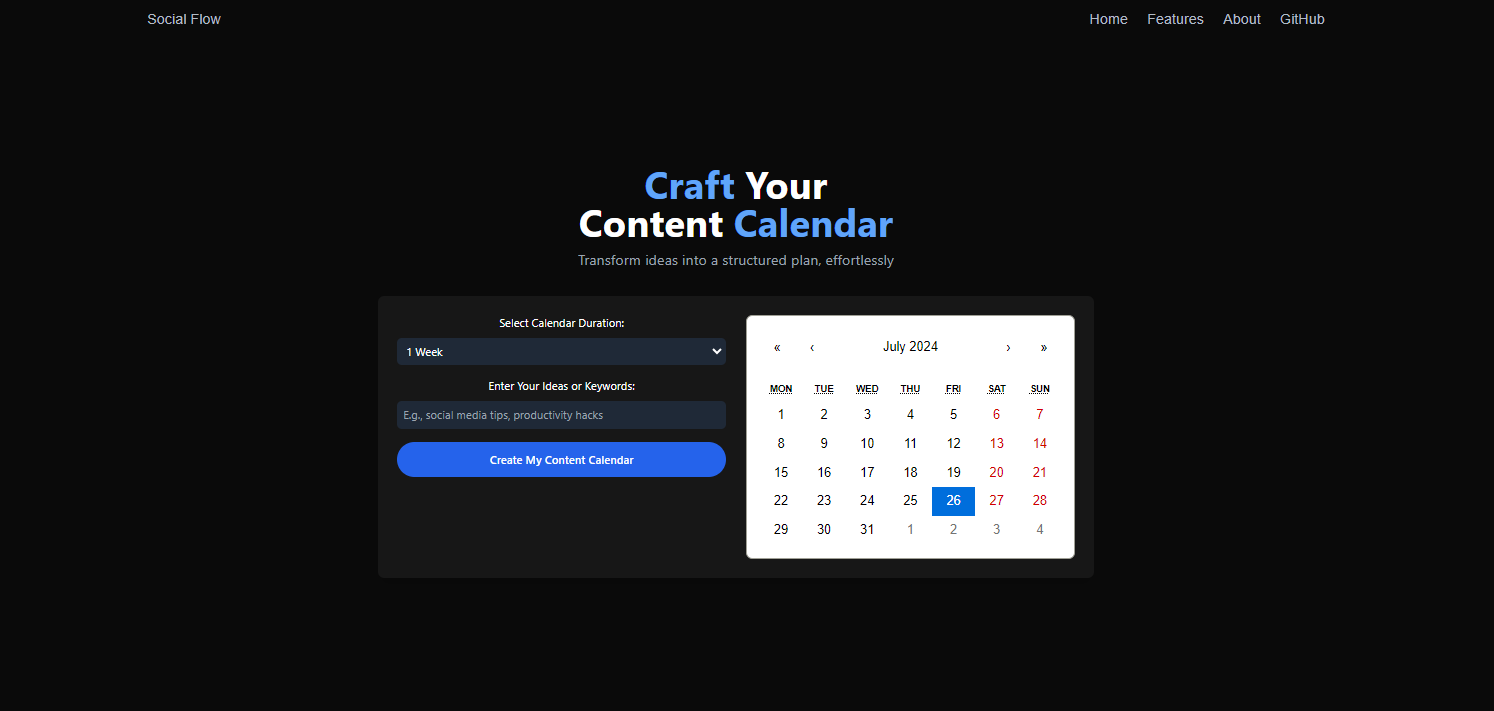 Social Flow Home Features About GitHub
Craft Your
Content Calendar
Transform ideas into a structured plan, effortlessly
Select Calendar Duration:
1 Week
Enter Your Ideas or Keywords:
E.g., social media tips, productivity hacks
Create My Content Calendar
« ‹ July 2024 › »
MON TUE WED THU FRI SAT SUN
1 2 3 4 5 6 7
8 9 10 11 12 13 14
15 16 17 18 19 20 21
22 23 24 25 26 27 28
29 30 31 1 2 3 4